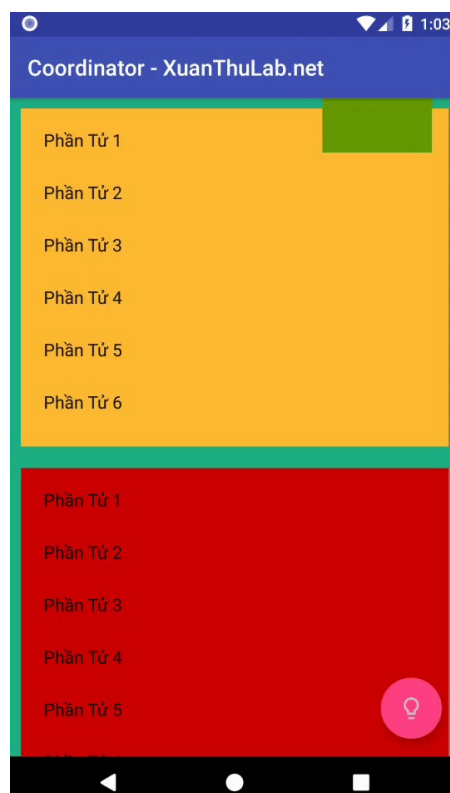 1:03
Coordinator - XuanThuLab.net
Phần Tử 1
Phần Tử 2
Phần Tử 3
Phần Tử 4
Phần Tử 5
Phần Tử 6
Phần Tử 1
Phần Tử 2
Phần Tử 3
Phần Tử 4
Phần Tử 5